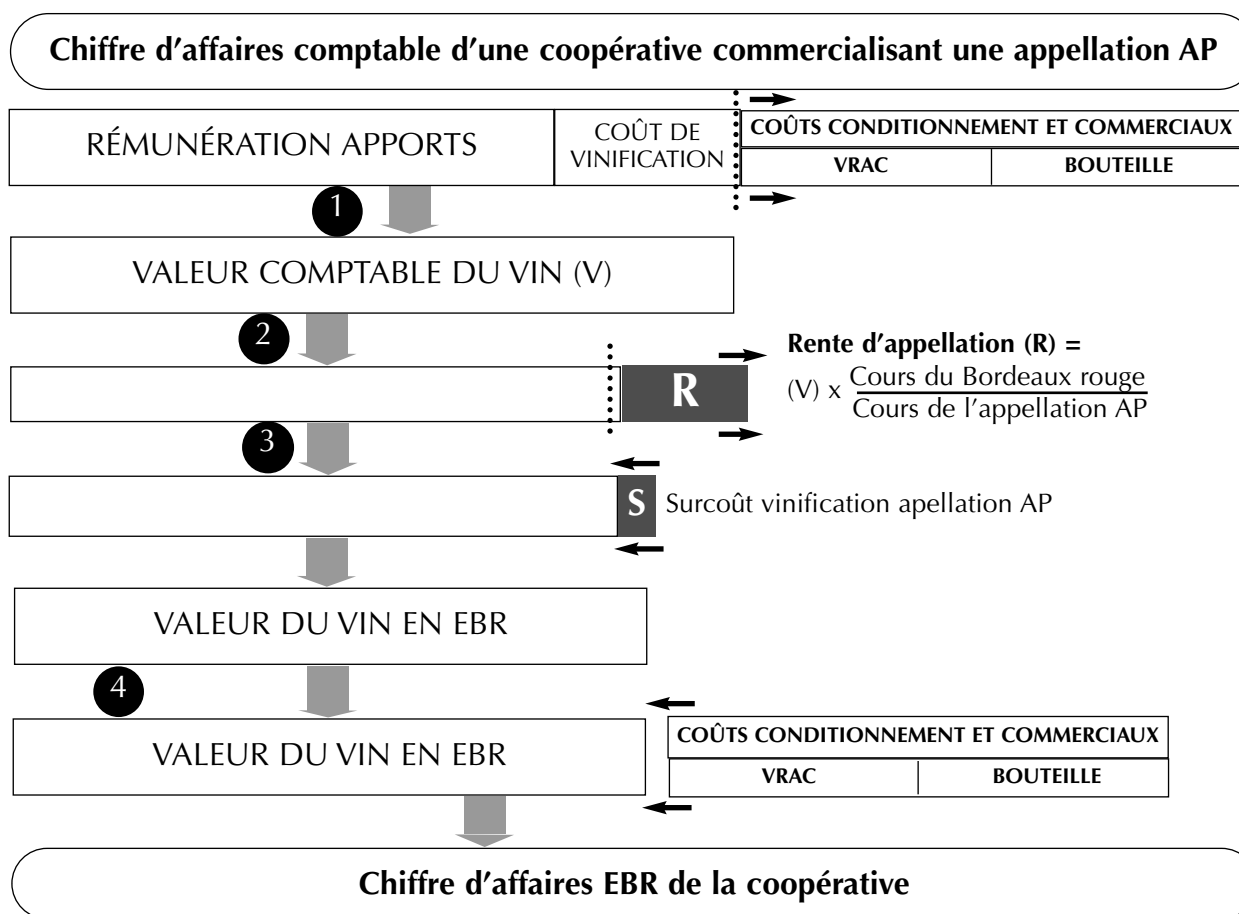 Chiffre d'affaires comptable d'une coopérative commercialisant une appellation AP
RÉMUNÉRATION APPORTS
COÛT DE
VINIFICATION
COÛTS CONDITIONNEMENT ET COMMERCIAUX
VRAC
BOUTEILLE
1
VALEUR COMPTABLE DU VIN (V)
2
R
Rente d'appellation (R) =
(V) x Cours du Bordeaux rouge
Cours de l'appellation AP
3
S
Surcoût vinification apellation AP
VALEUR DU VIN EN EBR
4
VALEUR DU VIN EN EBR
COÛTS CONDITIONNEMENT ET COMMERCIAUX
VRAC
BOUTEILLE
Chiffre d'affaires EBR de la coopérative